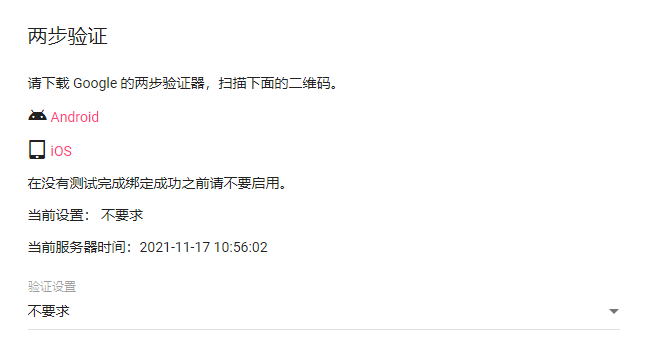 两步验证
请下载 Google 的两步验证器，扫描下面的二维码。
Android
iOS
在没有测试完成绑定成功之前请不要启用。
当前设置： 不要求
当前服务器时间：2021-11-17 10:56:02
验证设置
不要求